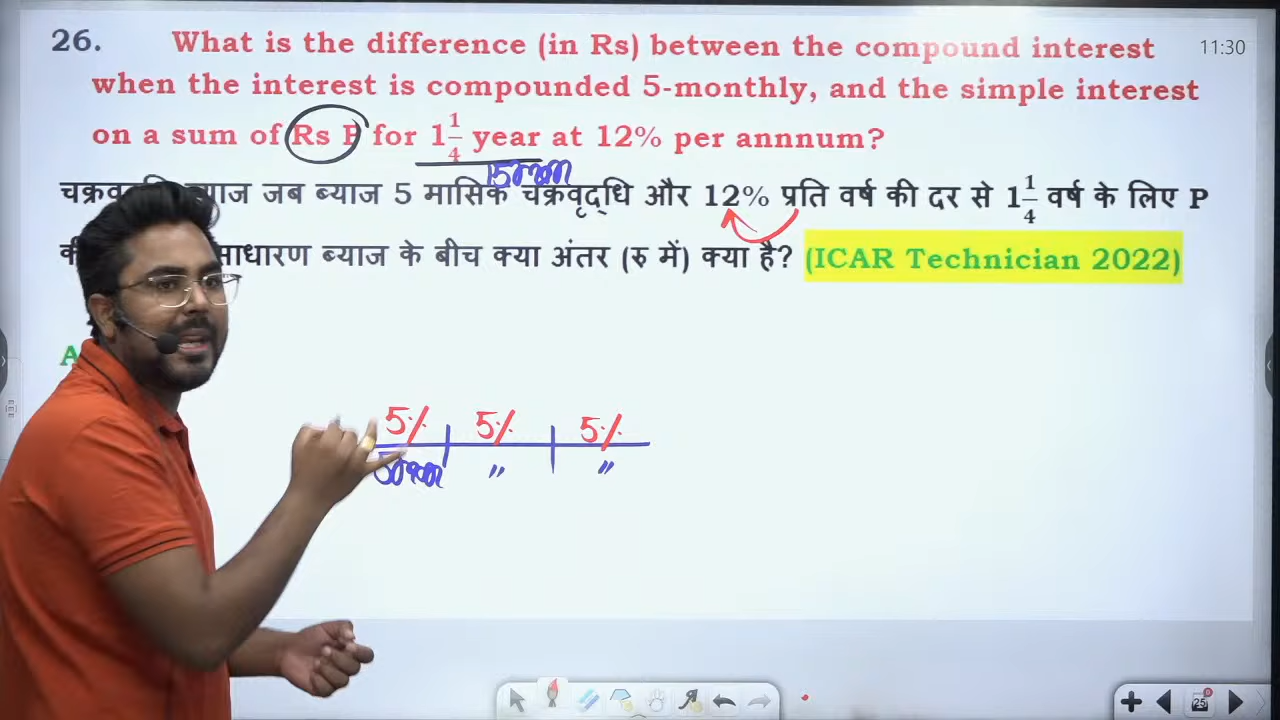 26. What is the difference (in Rs) between the compound interest
11:30
when the interest is compounded 5-monthly, and the simple interest
on a sum of Rs P for 1 1/4 year at 12% per annnum?
ब्याज जब ब्याज 5 मासिक चक्रवृद्धि और 12% प्रति वर्ष की दर से 1 1/4 वर्ष के लिए P
साधारण ब्याज के बीच क्या अंतर (रु में) क्या है? (ICAR Technician 2022)
A
5% 5% 5%
" "
25